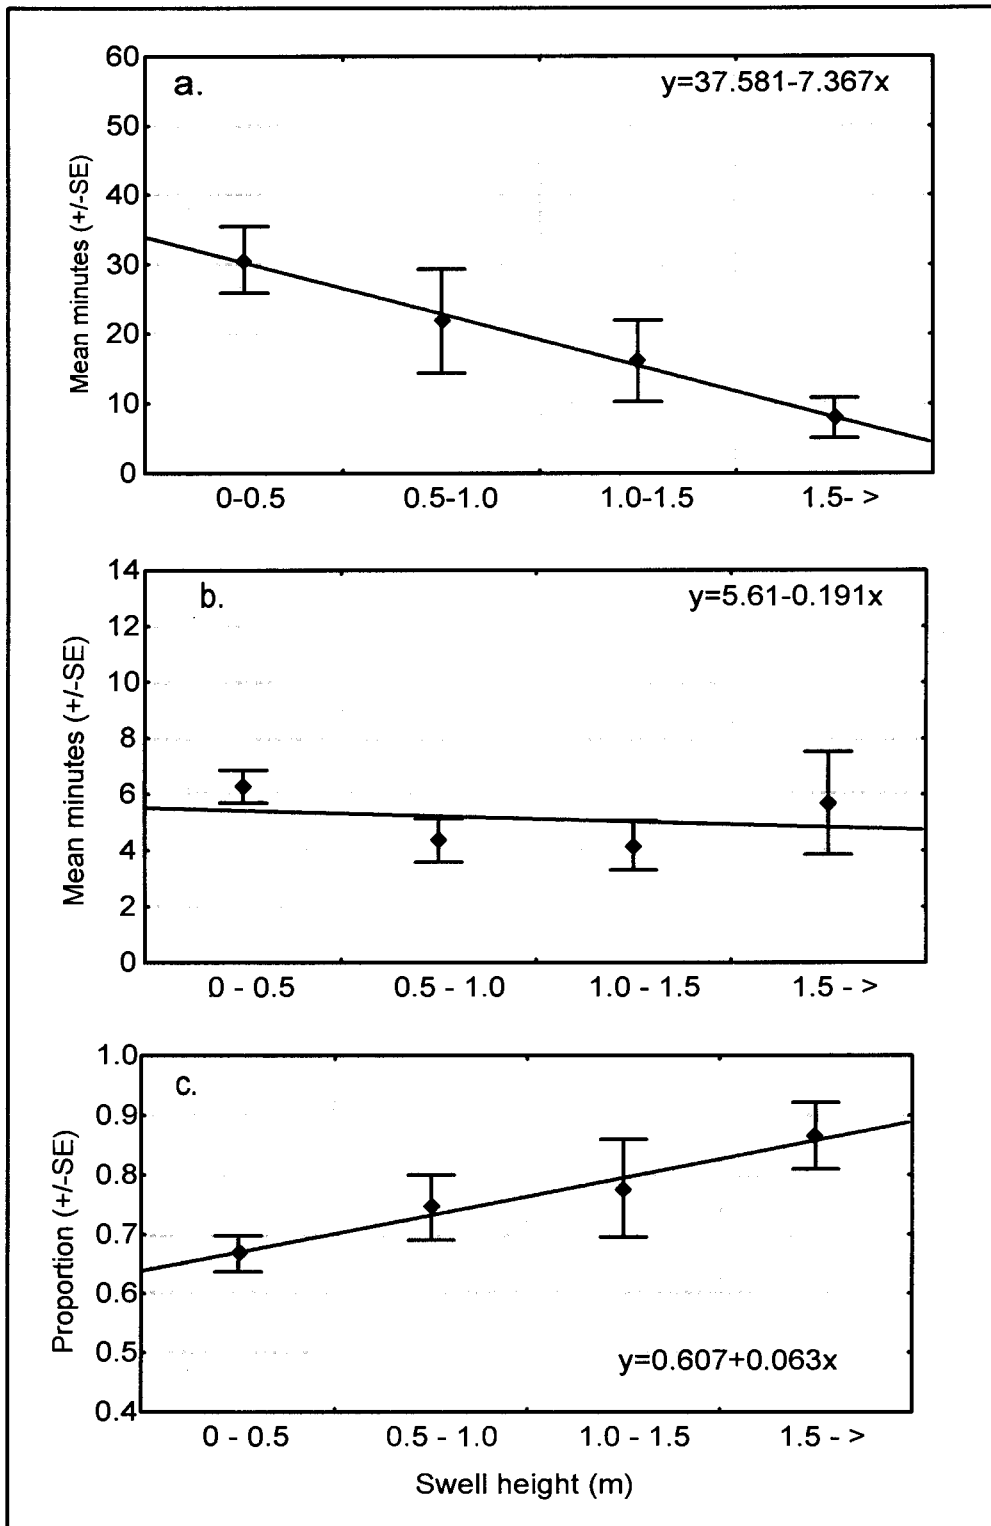 a.
y=37.581-7.367x
Mean minutes (+/-SE)
60
50
40
30
20
10
0
0-0.5 0.5-1.0 1.0-1.5 1.5- >
b.
y=5.61-0.191x
Mean minutes (+/-SE)
14
12
10
8
6
4
2
0
0 - 0.5 0.5 - 1.0 1.0 - 1.5 1.5 - >
c.
y=0.607+0.063x
Proportion (+/-SE)
1.0
0.9
0.8
0.7
0.6
0.5
0.4
0 - 0.5 0.5 - 1.0 1.0 - 1.5 1.5 - >
Swell height (m)